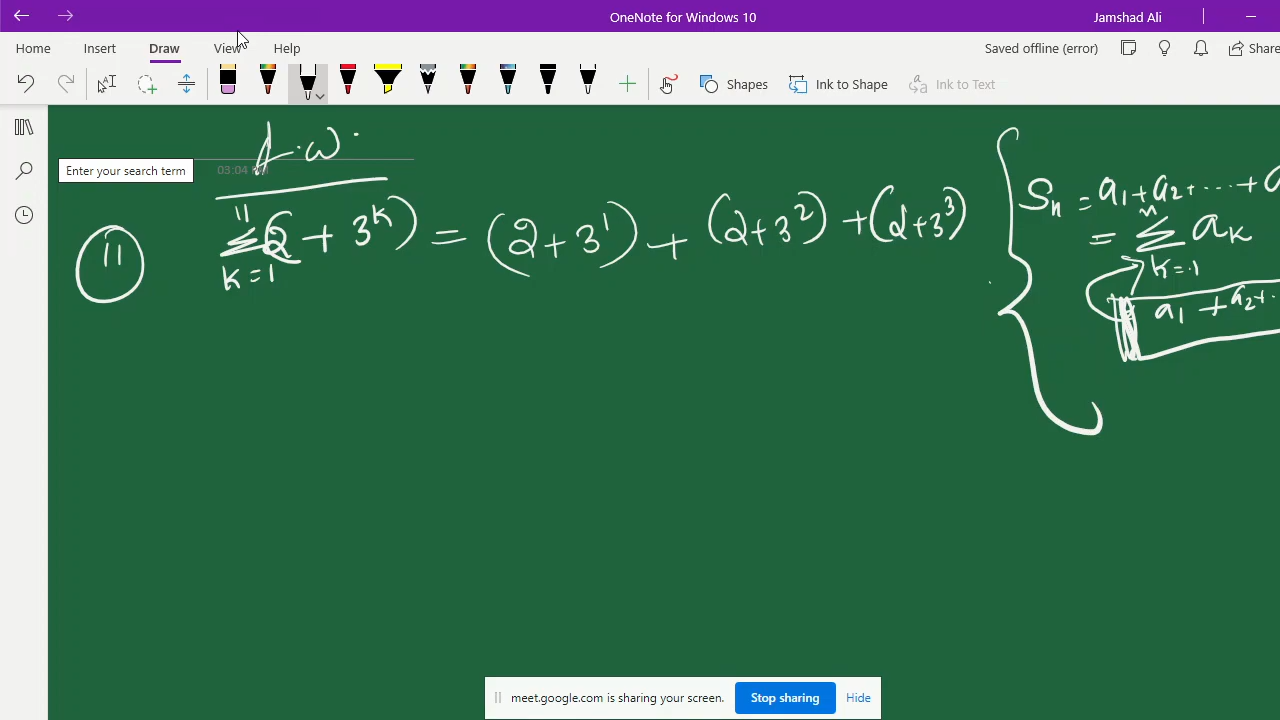 OneNote for Windows 10
Jamshad Ali
Home Insert Draw View Help
Saved offline (error)
Share
Shapes
Ink to Shape
Ink to Text
Enter your search term
03:04 PM
11
Σ (2 + 3^k) = (2 + 3^1) + (2 + 3^2) + (2 + 3^3)
k = 1
11
S_n = a_1 + a_2 + ... + a
n
= Σ a_k
k = 1
a_1 + a_2 + ..
meet.google.com is sharing your screen.
Stop sharing
Hide